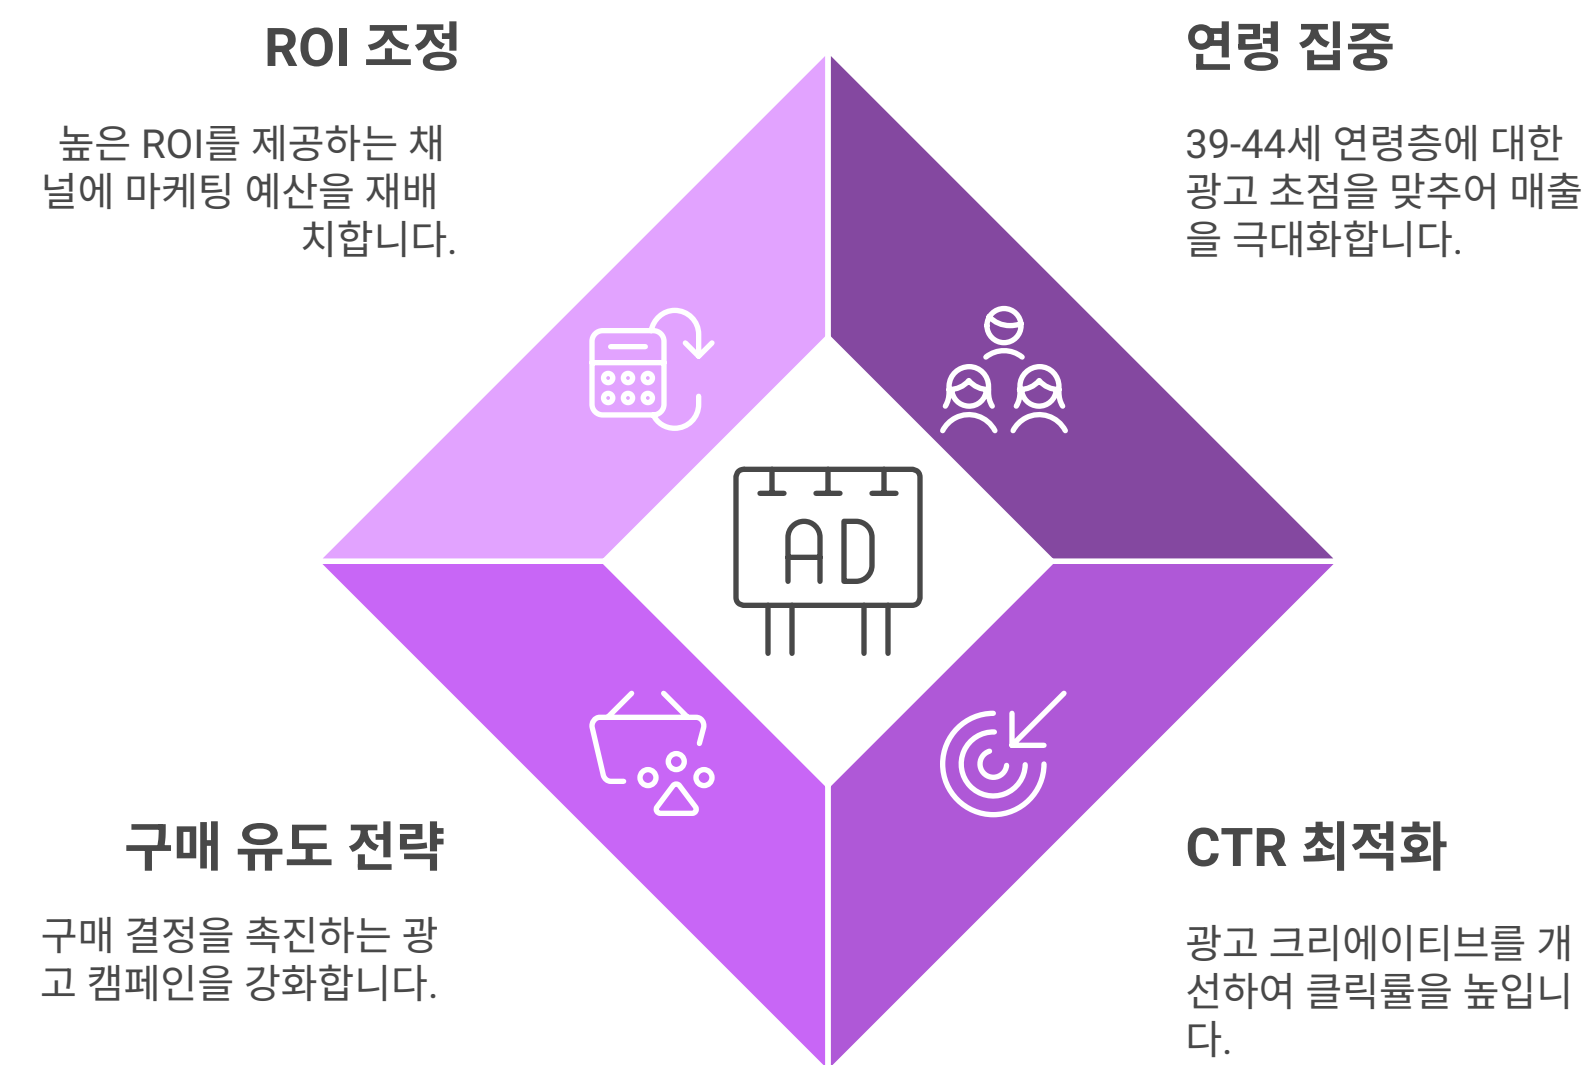 ROI 조정
높은 ROI를 제공하는 채
널에 마케팅 예산을 재배
치합니다.
연령 집중
39-44세 연령층에 대한
광고 초점을 맞추어 매출
을 극대화합니다.
AD
구매 유도 전략
구매 결정을 촉진하는 광
고 캠페인을 강화합니다.
CTR 최적화
광고 크리에이티브를 개
선하여 클릭률을 높입니
다.